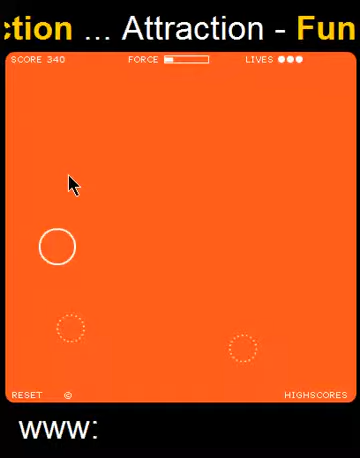 ction ... Attraction - Fun
SCORE 340 FORCE LIVES
RESET © HIGHSCORES
www: